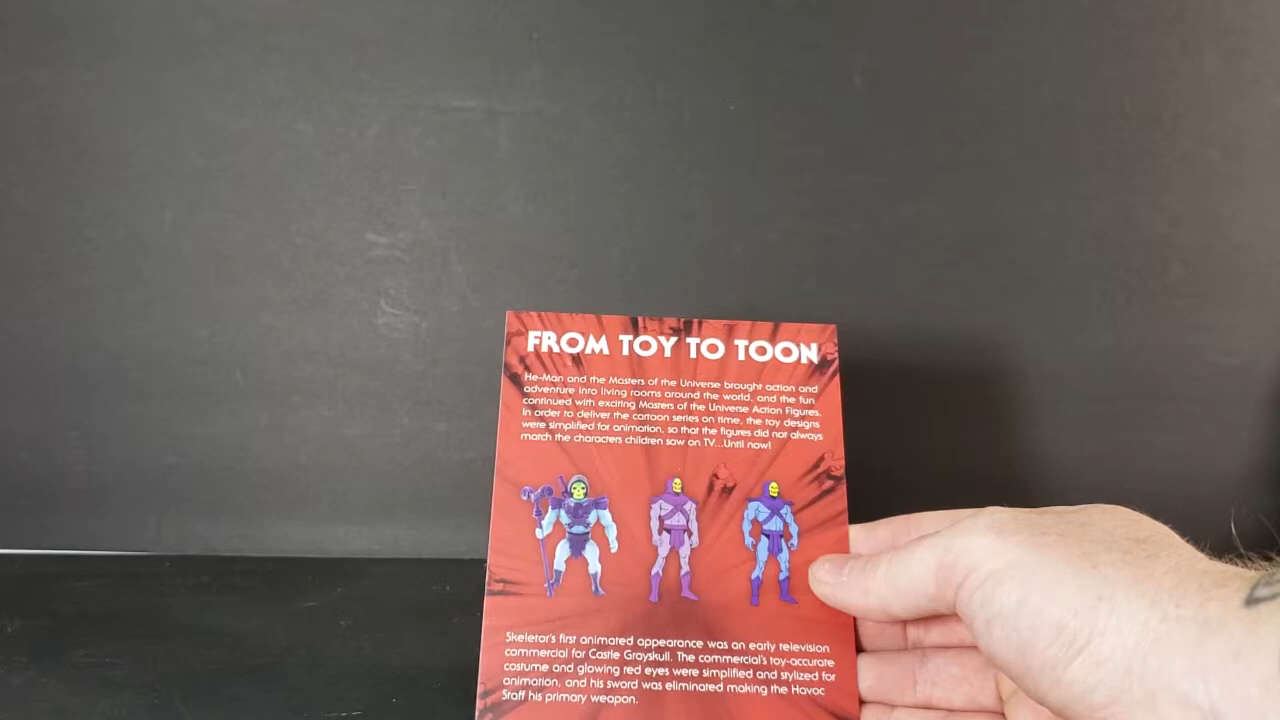 FROM TOY TO TOON
He-Man and the Masters of the Universe brought action and
adventure into living rooms around the world, and the fun
continued with exciting Masters of the Universe Action Figures.
In order to deliver the cartoon series on time, the toy designs
were simplified for animation, so that the figures did not always
match the characters children saw on TV...Until now!
Skeletor's first animated appearance was an early television
commercial for Castle Grayskull. The commercial's toy-accurate
costume and glowing red eyes were simplified and stylized for
animation, and his sword was eliminated making the Havoc
Staff his primary weapon.